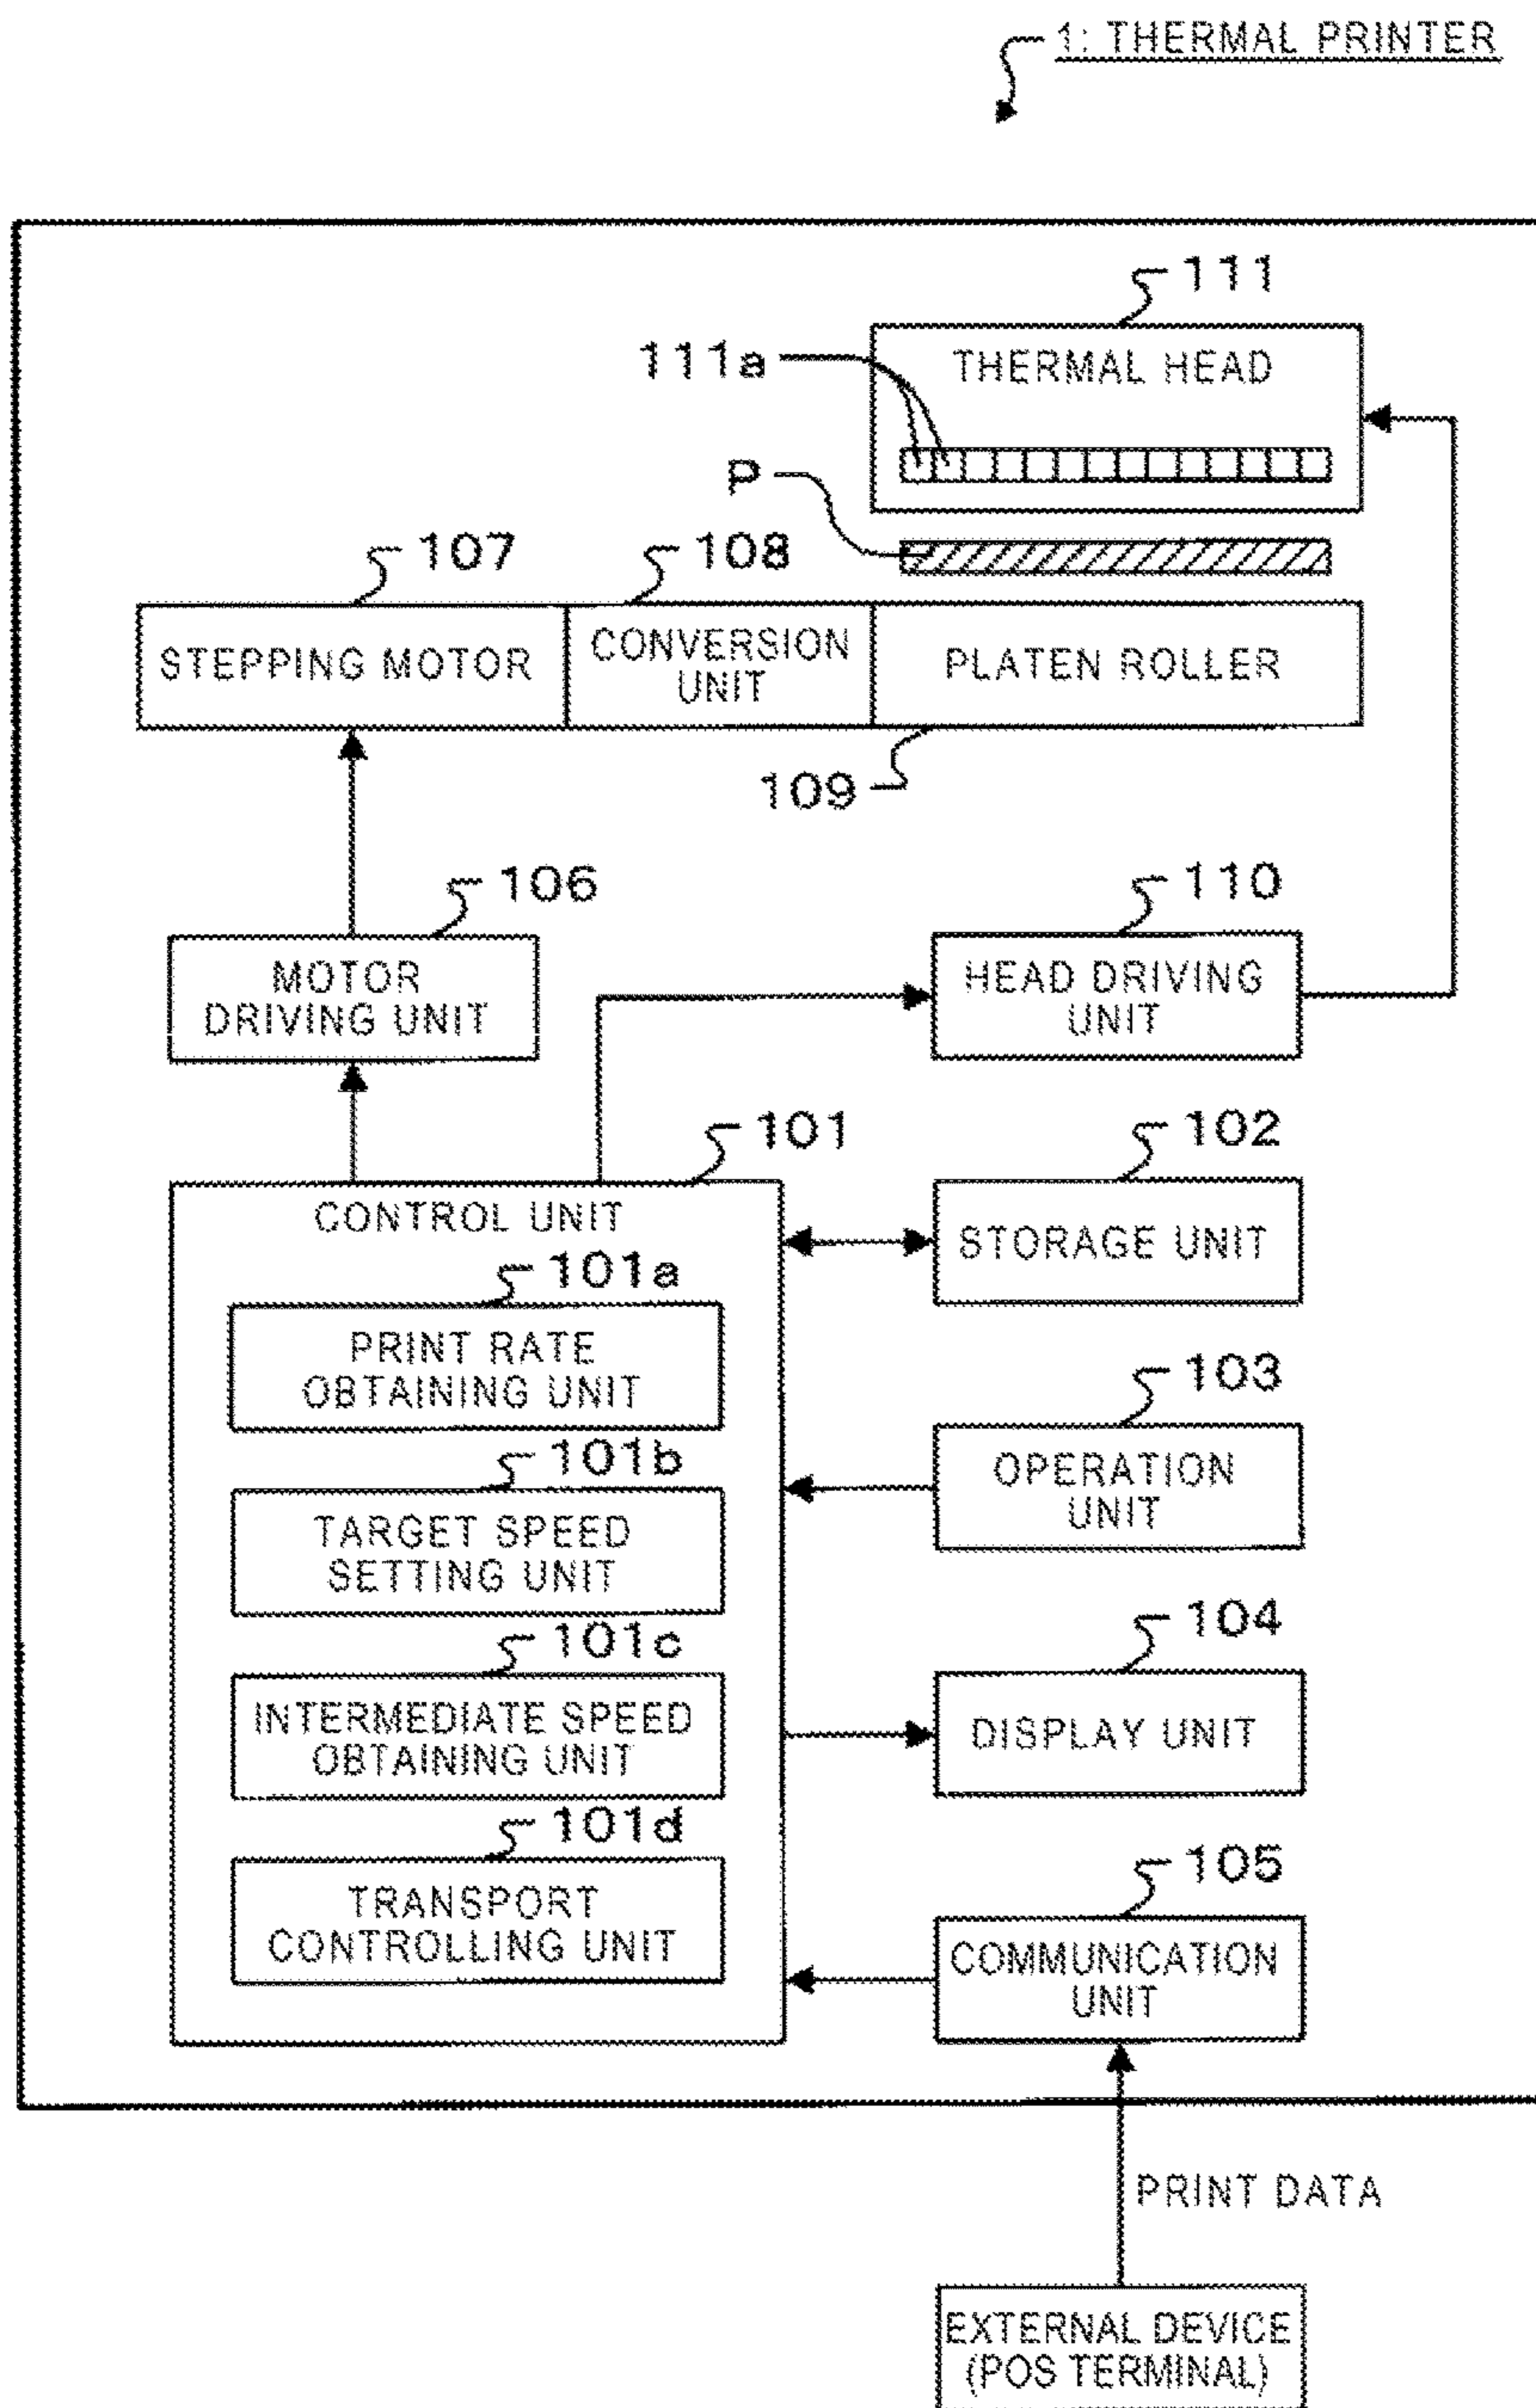 1: THERMAL PRINTER
111
111a
THERMAL HEAD
P
107
108
STEPPING MOTOR
CONVERSION
UNIT
PLATEN ROLLER
109
106
110
MOTOR
DRIVING UNIT
HEAD DRIVING
UNIT
101
102
CONTROL UNIT
STORAGE UNIT
101a
PRINT RATE
OBTAINING UNIT
103
101b
OPERATION
UNIT
TARGET SPEED
SETTING UNIT
104
101c
INTERMEDIATE SPEED
OBTAINING UNIT
DISPLAY UNIT
101d
105
TRANSPORT
CONTROLLING UNIT
COMMUNICATION
UNIT
PRINT DATA
EXTERNAL DEVICE
(POS TERMINAL)